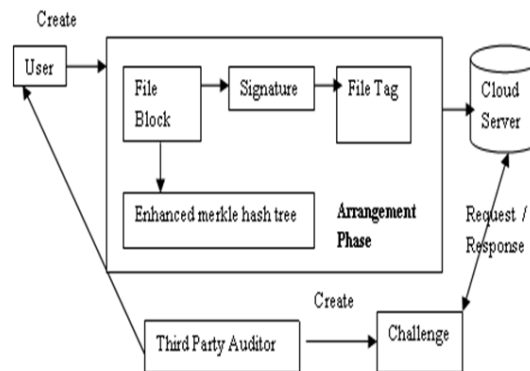 Create
User
File
Block
Signature
File Tag
Cloud
Server
Enhanced merkle hash tree
Arrangement
Phase
Request /
Response
Create
Third Party Auditor
Challenge